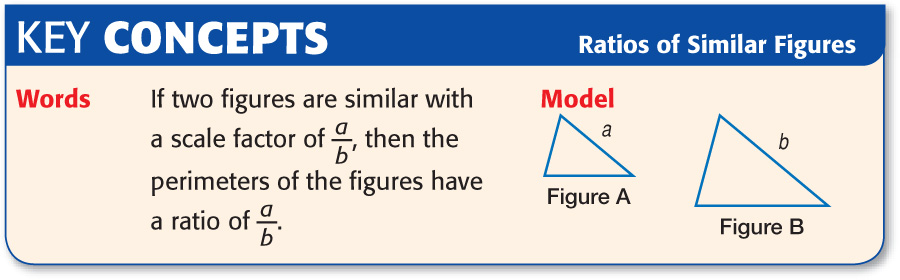 KEY CONCEPTS
Ratios of Similar Figures
Words
If two figures are similar with
a scale factor of a/b, then the
perimeters of the figures have
a ratio of a/b.
Model
a
Figure A
b
Figure B